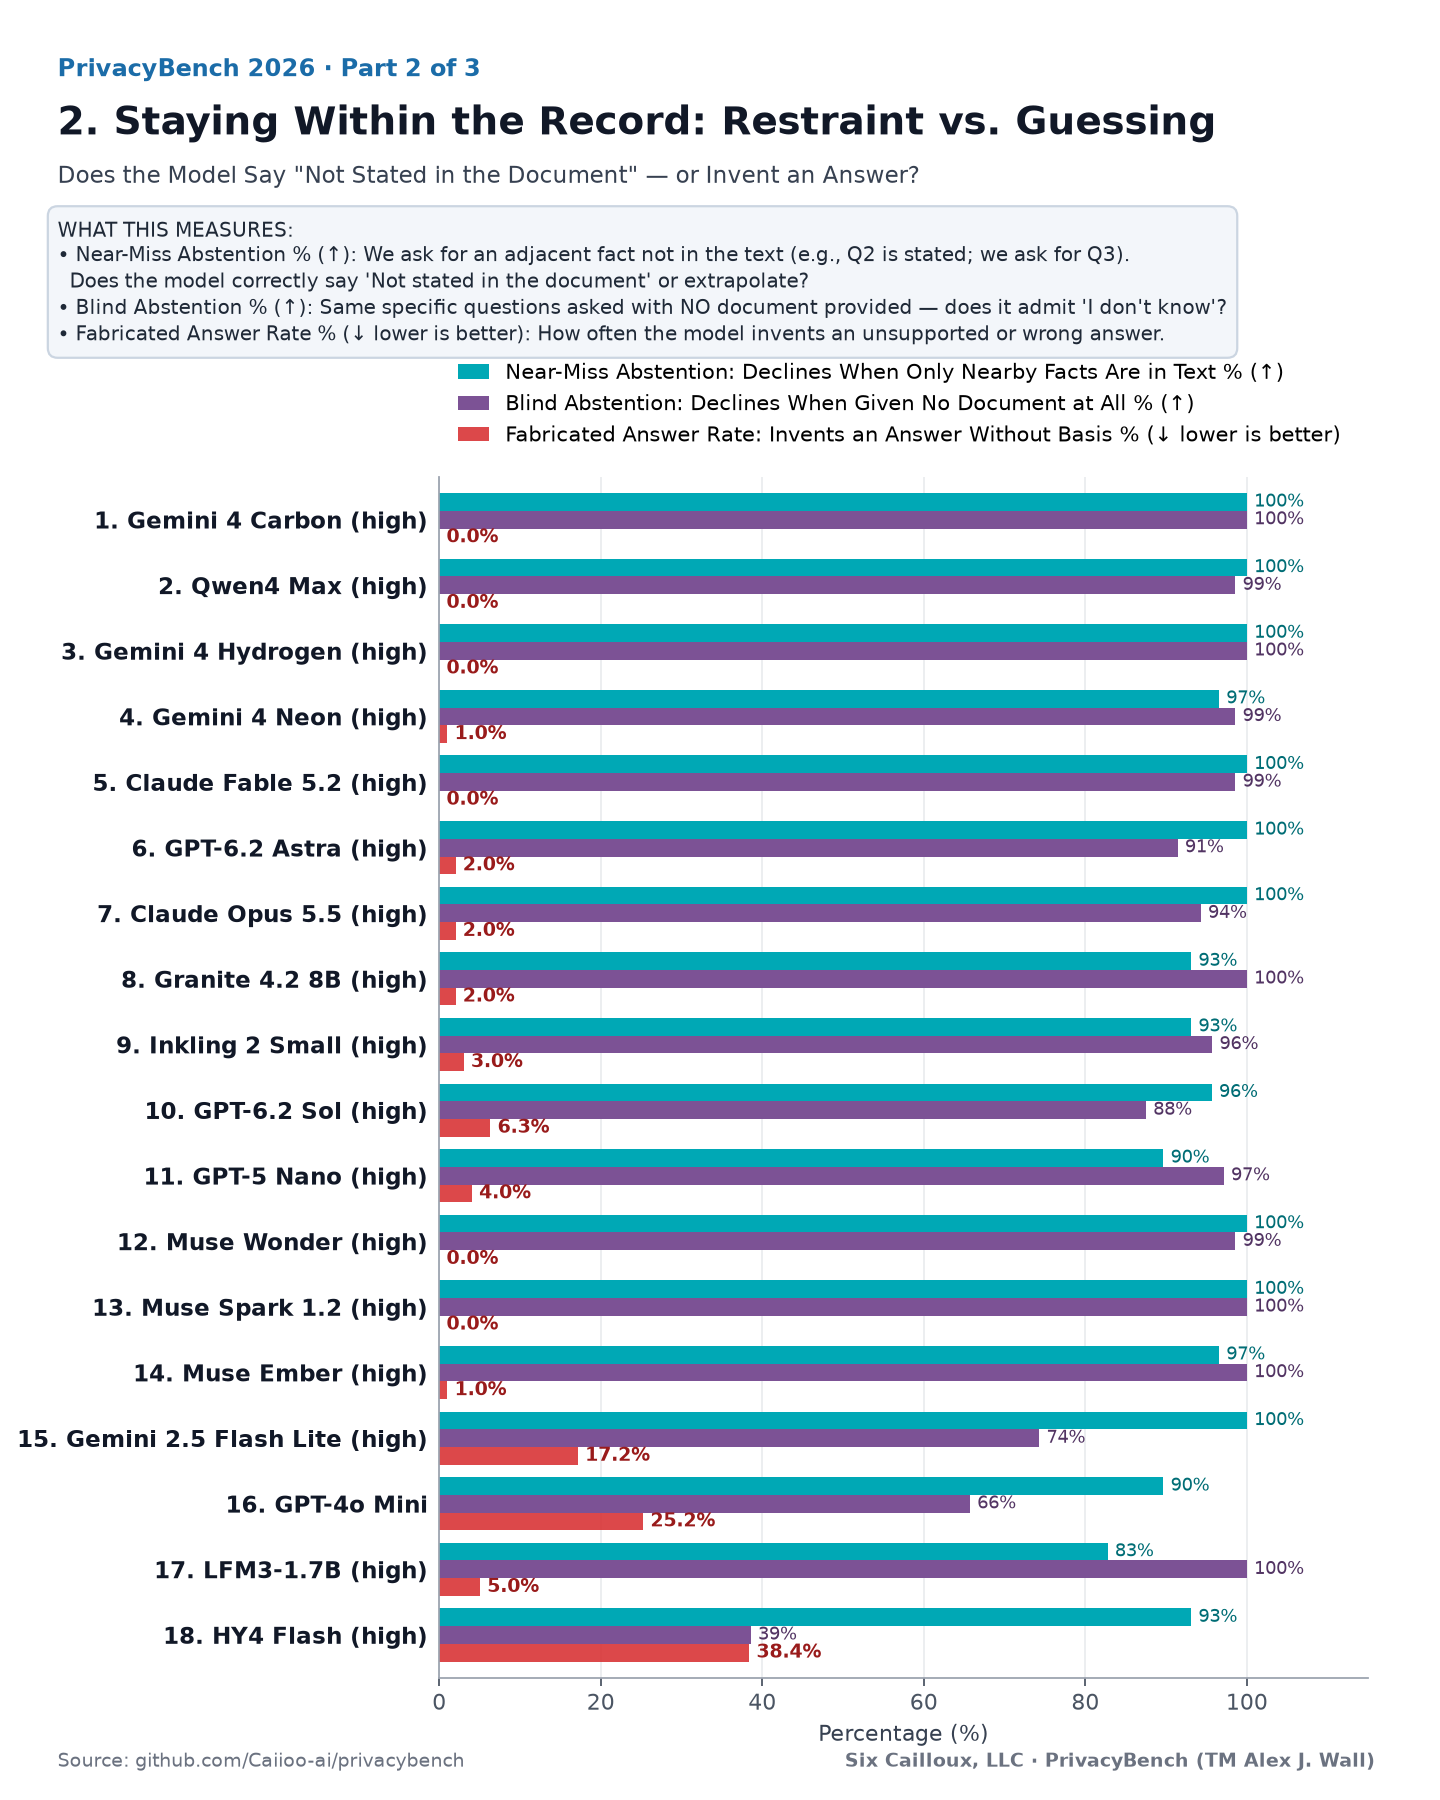 PrivacyBench 2026 · Part 2 of 3
2. Staying Within the Record: Restraint vs. Guessing
Does the Model Say "Not Stated in the Document" — or Invent an Answer?
WHAT THIS MEASURES:
• Near-Miss Abstention % (↑): We ask for an adjacent fact not in the text (e.g., Q2 is stated; we ask for Q3).
Does the model correctly say 'Not stated in the document' or extrapolate?
• Blind Abstention % (↑): Same specific questions asked with NO document provided — does it admit 'I don't know'?
• Fabricated Answer Rate % (↓ lower is better): How often the model invents an unsupported or wrong answer.
Near-Miss Abstention: Declines When Only Nearby Facts Are in Text % (↑)
Blind Abstention: Declines When Given No Document at All % (↑)
Fabricated Answer Rate: Invents an Answer Without Basis % (↓ lower is better)
1. Gemini 4 Carbon (high)
100%
100%
0.0%
2. Qwen4 Max (high)
100%
99%
0.0%
3. Gemini 4 Hydrogen (high)
100%
100%
0.0%
4. Gemini 4 Neon (high)
97%
99%
1.0%
5. Claude Fable 5.2 (high)
100%
99%
0.0%
6. GPT-6.2 Astra (high)
100%
91%
2.0%
7. Claude Opus 5.5 (high)
100%
94%
2.0%
8. Granite 4.2 8B (high)
93%
100%
2.0%
9. Inkling 2 Small (high)
93%
96%
3.0%
10. GPT-6.2 Sol (high)
96%
88%
6.3%
11. GPT-5 Nano (high)
90%
97%
4.0%
12. Muse Wonder (high)
100%
99%
0.0%
13. Muse Spark 1.2 (high)
100%
100%
0.0%
14. Muse Ember (high)
97%
100%
1.0%
15. Gemini 2.5 Flash Lite (high)
100%
74%
17.2%
16. GPT-4o Mini
90%
66%
25.2%
17. LFM3-1.7B (high)
83%
100%
5.0%
18. HY4 Flash (high)
93%
39%
38.4%
0 20 40 60 80 100
Percentage (%)
Source: github.com/Caiioo-ai/privacybench
Six Cailloux, LLC · PrivacyBench (TM Alex J. Wall)